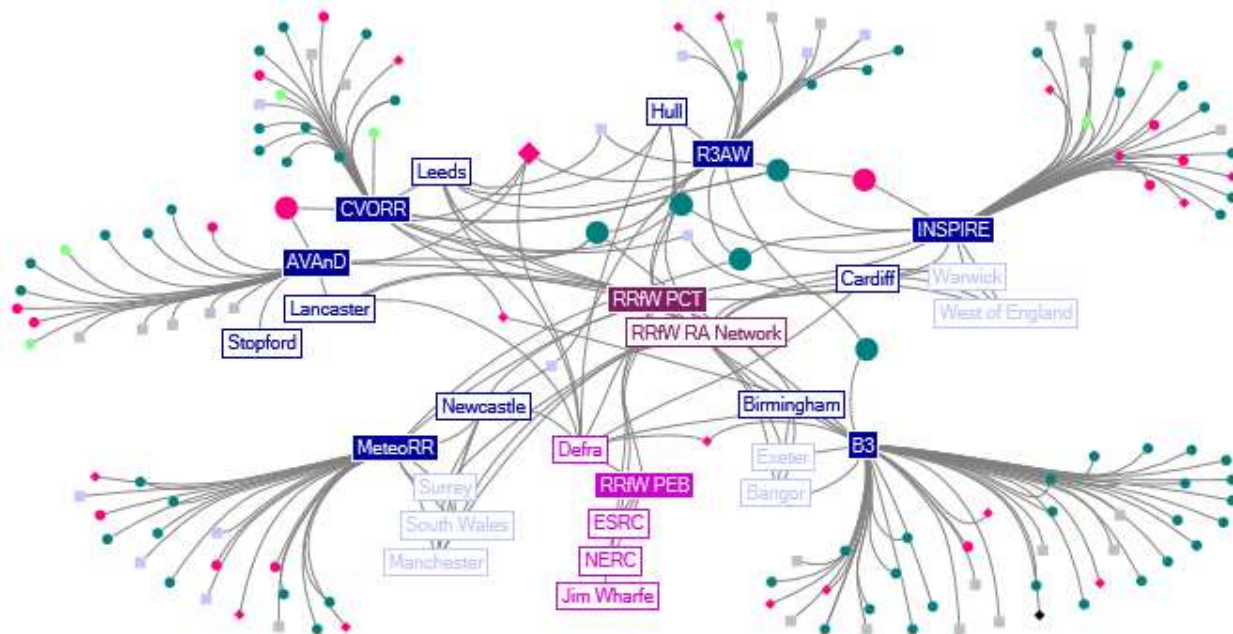 Hull
R3AW
Leeds
CVORR
INSPIRE
AVAnD
Cardiff
Warwick
RRfW PCT
Lancaster
West of England
RRfW RA Network
Stopford
Newcastle
Birmingham
MeteoRR
Defra
B3
Exeter
Surrey
RRfW PEB
Bangor
South Wales
ESRC
Manchester
NERC
Jim Wharfe